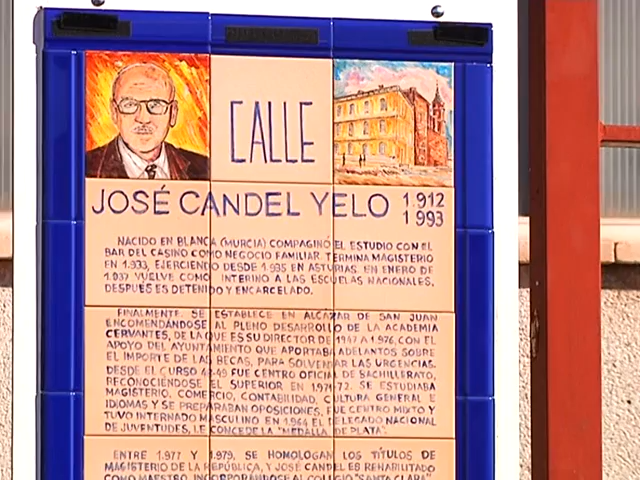 CALLE
JOSÉ CANDEL YELO 1.912
1993
NACIDO EN BLANCA (MURCIA) COMPAGINÓ EL ESTUDIO CON EL
BAR DEL CASINO COMO NEGOCIO FAMILIAR. TERMINA MAGISTERIO
EN 1.933, EJERCIENDO DESDE 1.935 EN ASTURIAS. EN ENERO DE
1.937 VUELVE COMO INTERINO A LAS ESCUELAS NACIONALES.
DESPUES ES DETENIDO Y ENCARCELADO.
FINALMENTE, SE ESTABLECE EN ALCAZAR DE SAN JUAN
ENCOMENDÁNDOSE AL PLENO DESARROLLO DE LA ACADEMIA
CERVANTES, DE LA QUE ES SU DIRECTOR DE 1947 A 1.976, CON EL
APOYO DEL AYUNTAMIENTO QUE APORTABA ADELANTOS SOBRE
EL IMPORTE DE LAS BECAS, PARA SOLVENTAR LAS URGENCIAS.
DESDE EL CURSO 48-49 FUE CENTRO OFICIAL DE BACHILLERATO,
RECONOCIÉNDOSE EL SUPERIOR EN 1.971-72. SE ESTUDIABA
MAGISTERIO, COMERCIO, CONTABILIDAD, CULTURA GENERAL E
IDIOMAS Y SE PREPARABAN OPOSICIONES, FUE CENTRO MIXTO Y
TUVO INTERNADO MASCULINO EN 1.964 EL DELEGADO NACIONAL
DE JUVENTUDES, LE CONCEDE LA "MEDALLA DE PLATA".
ENTRE 1.977 Y 1.979, SE HOMOLOGAN LOS TÍTULOS DE
MAGISTERIO DE LA REPÚBLICA, Y JOSÉ CANDEL ES REHABILITADO
COMO MAESTRO INCORPORÁNDOSE AL COLEGIO "SANTA CLARA"